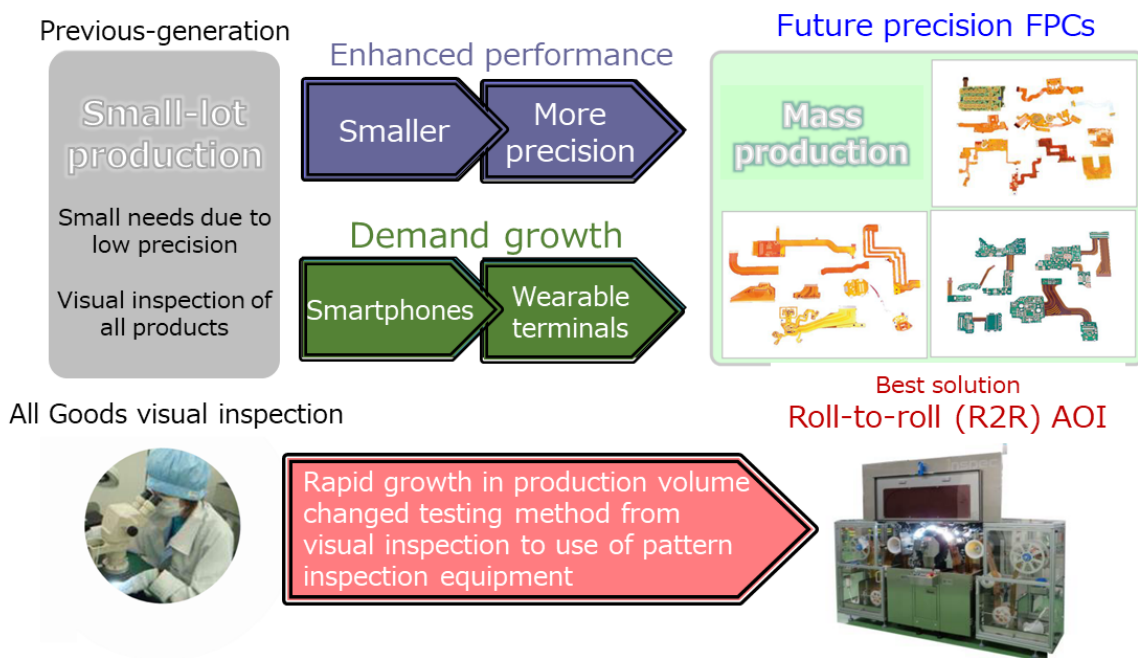 Previous-generation
Small-lot
production
Small needs due to
low precision
Visual inspection of
all products
Enhanced performance
Smaller
More
precision
Demand growth
Smartphones
Wearable
terminals
Future precision FPCs
Mass
production
All Goods visual inspection
Rapid growth in production volume
changed testing method from
visual inspection to use of pattern
inspection equipment
Best solution
Roll-to-roll (R2R) AOI